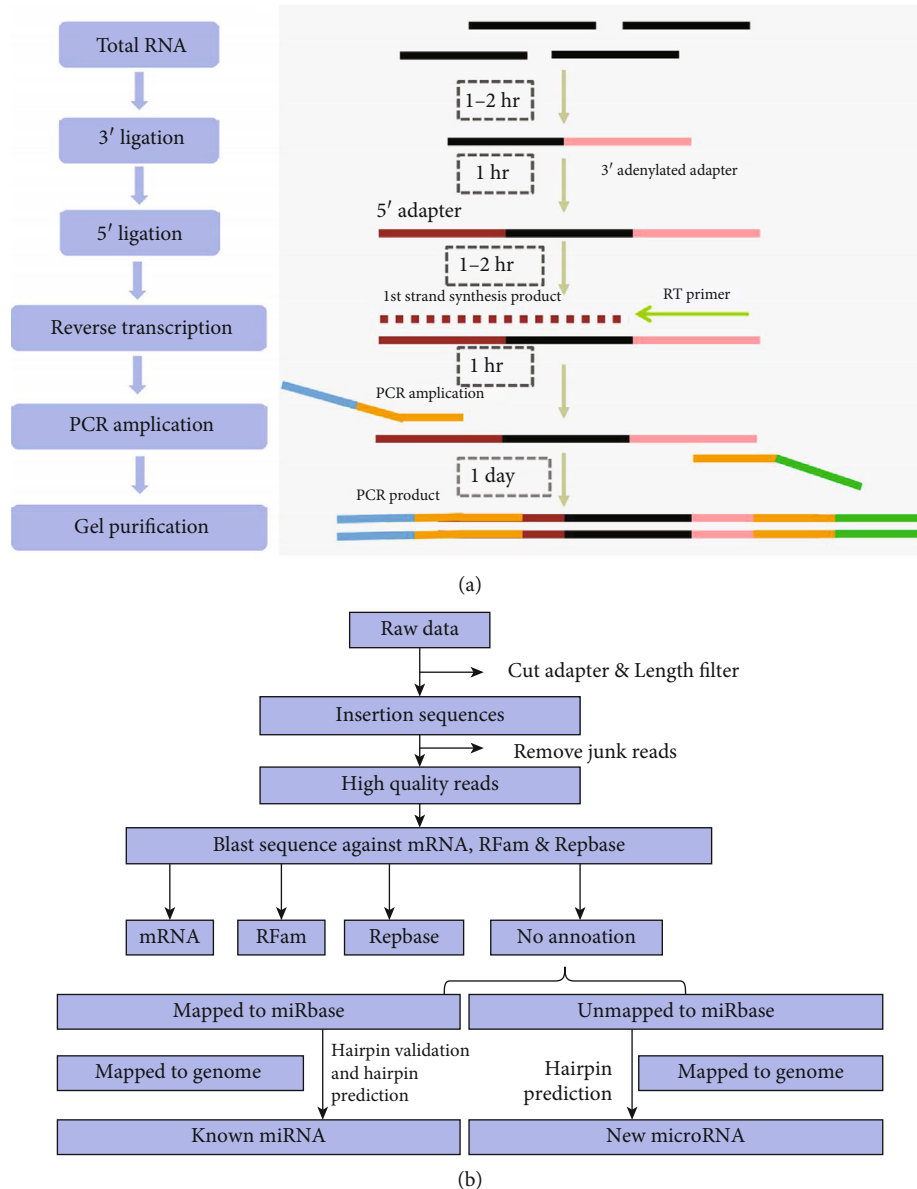 Total RNA
3′ ligation
5′ ligation
Reverse transcription
PCR amplication
Gel purification
1–2 hr
1 hr
3′ adenylated adapter
5′ adapter
1–2 hr
1st strand synthesis product
RT primer
1 hr
PCR amplication
1 day
PCR product
(a)
Raw data
Cut adapter & Length filter
Insertion sequences
Remove junk reads
High quality reads
Blast sequence against mRNA, RFam & Repbase
mRNA
RFam
Repbase
No annoation
Mapped to miRbase
Unmapped to miRbase
Mapped to genome
Hairpin validation
and hairpin
prediction
Hairpin
prediction
Mapped to genome
Known miRNA
New microRNA
(b)